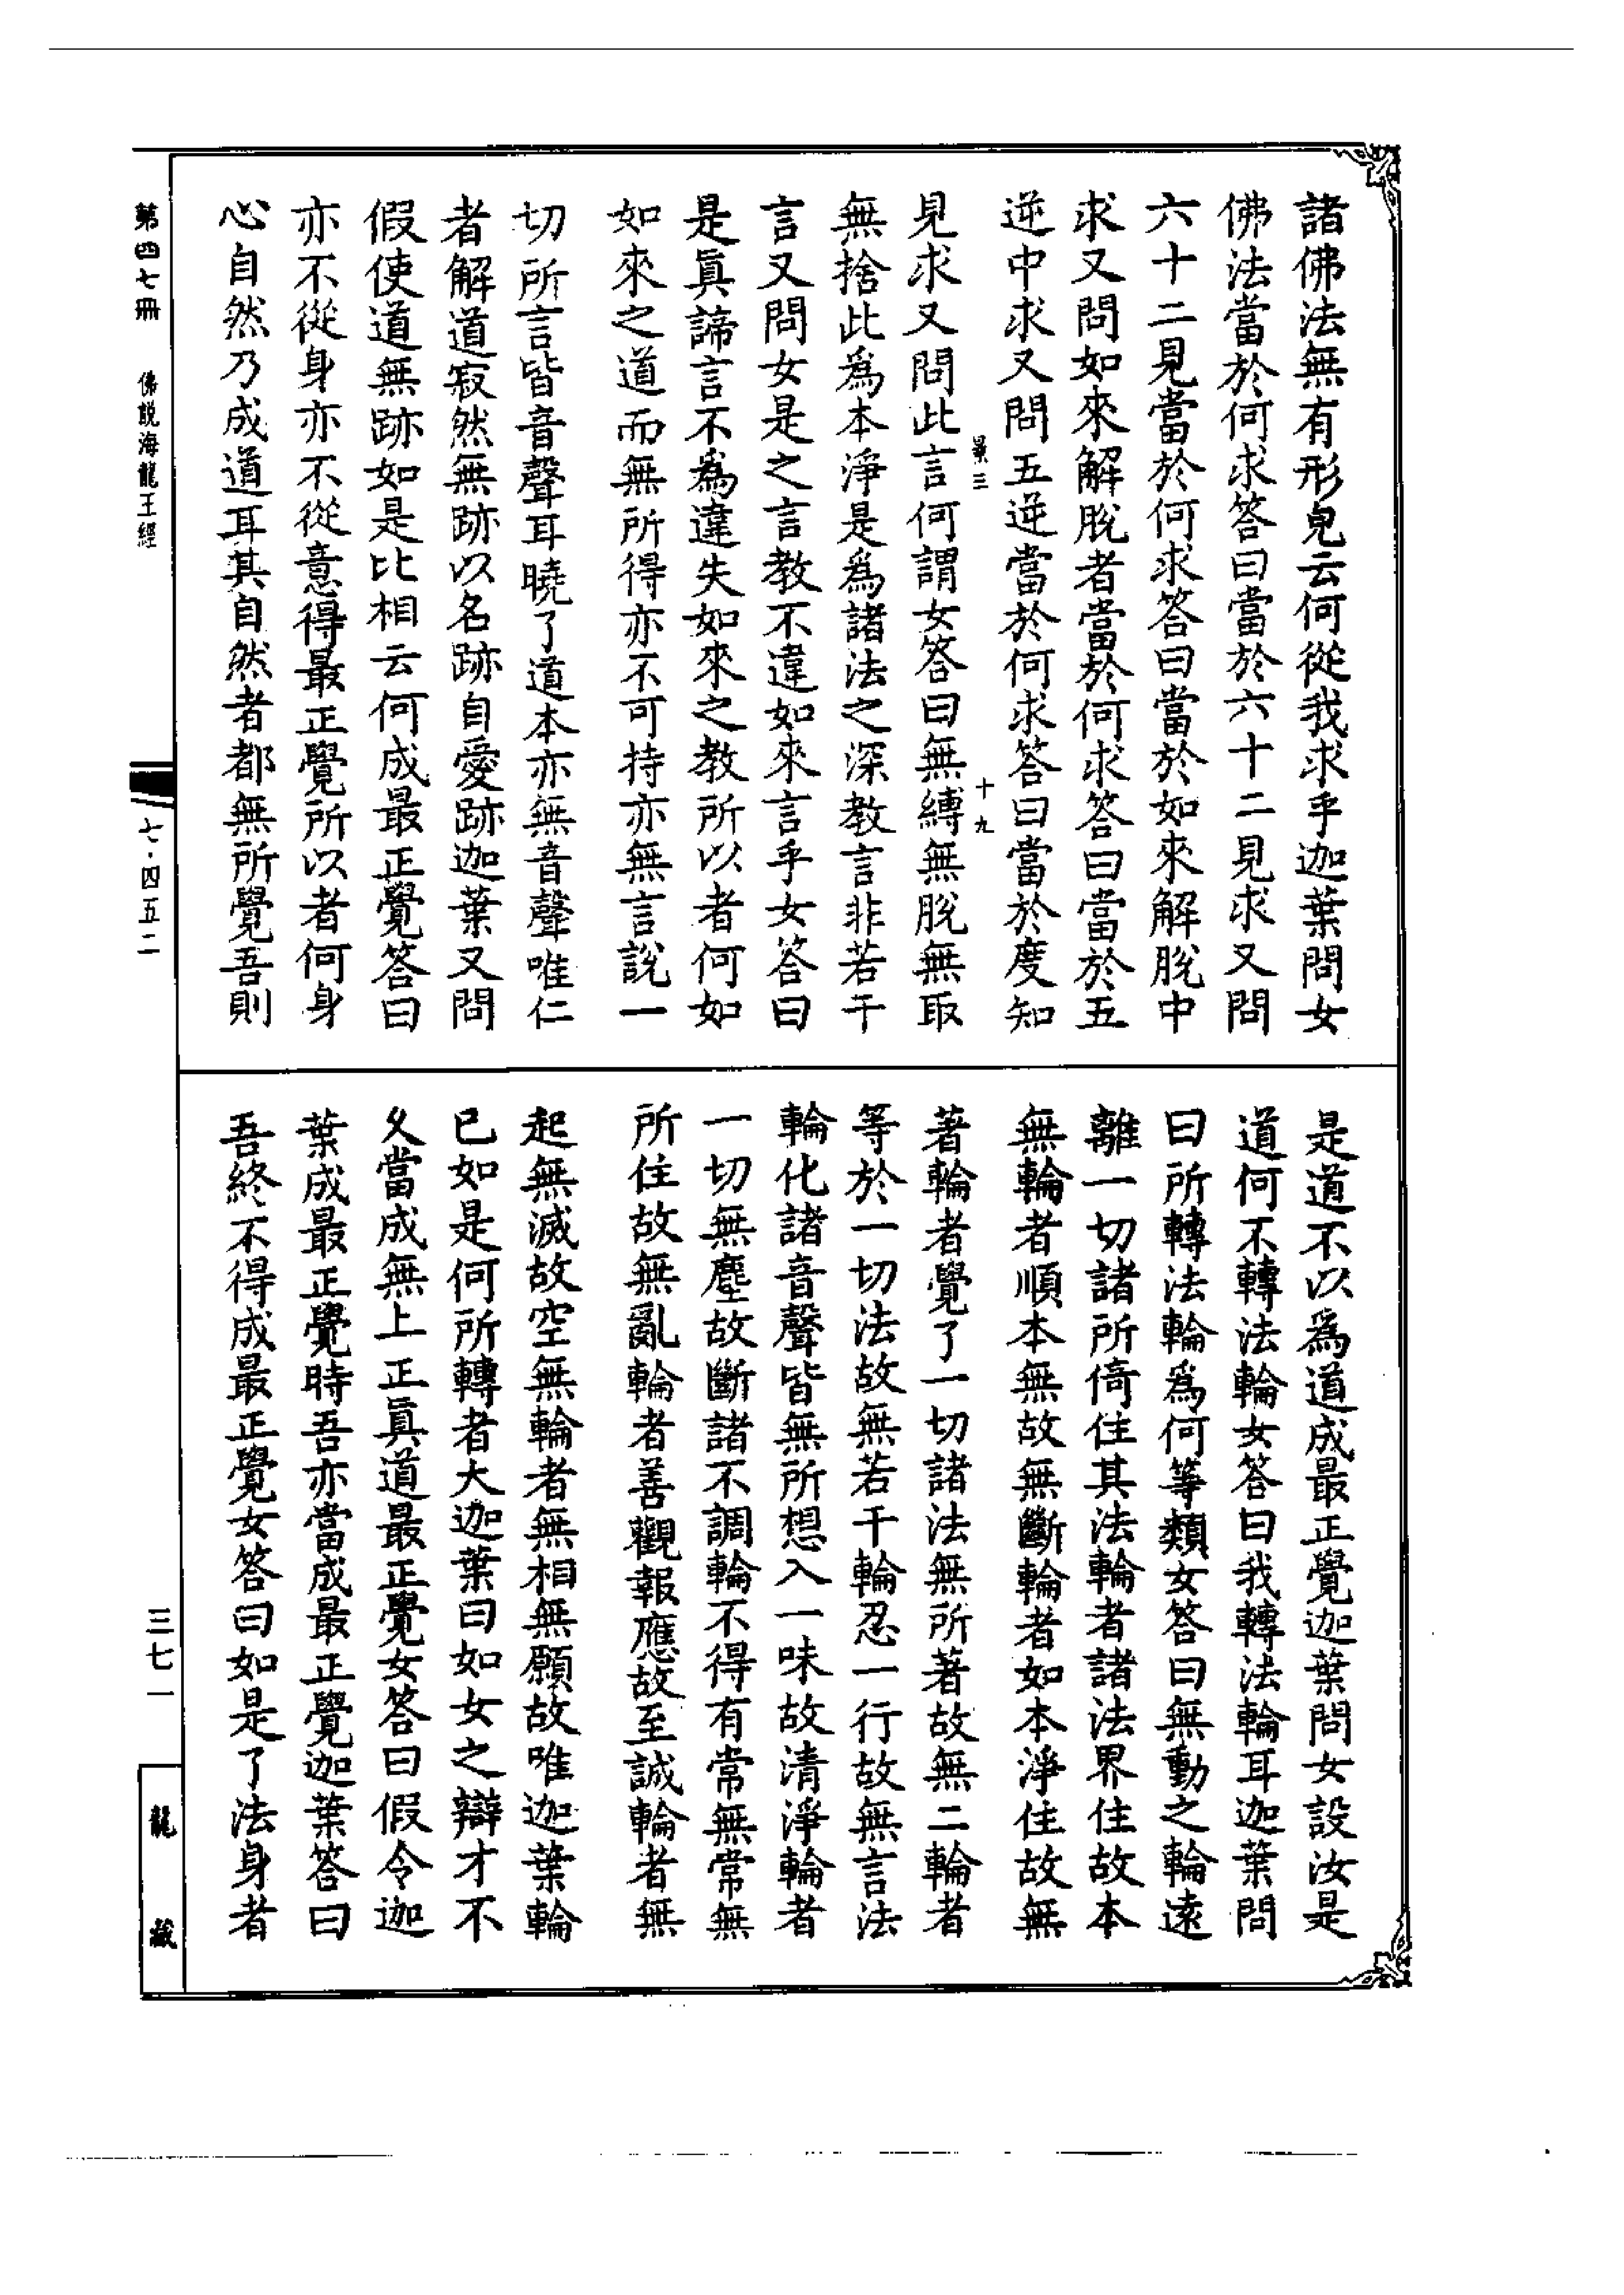 諸佛法無有形皃云何從我求乎迦葉問女
佛法當於何求答曰當於六十二見求又問
六十二見當於何求答曰當於如來解脫中
求又問如來解脫者當於何求答曰當於五
逆中求又問五逆當於何求答曰當於度知
景三 十九
見求又問此言何謂女答曰無縛無脫無取
無捨此爲本淨是爲諸法之深教言非若干
言又問女是之言教不違如來言乎女答曰
是眞諦言不爲違失如來之教所以者何如
如來之道而無所得亦不可持亦無言說一
切所言皆音聲耳曉了道本亦無音聲唯仁
者解道寂然無跡以名跡自愛跡迦葉又問
假使道無跡如是比相云何成最正覺答曰
亦不從身亦不從意得最正覺所以者何身
心自然乃成道耳其自然者都無所覺吾則
是道不以爲道成最正覺迦葉問女設汝是
道何不轉法輪女答曰我轉法輪耳迦葉問
曰所轉法輪爲何等類女答曰無動之輪遠
離一切諸所倚住其法輪者諸法界住故本
無輪者順本無故無斷輪者如本淨住故無
著輪者覺了一切諸法無所著故無二輪者
等於一切法故無若干輪忍一行故無言法
輪化諸音聲皆無所想入一味故清淨輪者
一切無塵故斷諸不調輪不得有常無常無
所住故無亂輪者善觀報應故至誠輪者無
起無滅故空無輪者無相無願故唯迦葉輪
已如是何所轉者大迦葉曰如女之辯才不
久當成無上正眞道最正覺女答曰假令迦
葉成最正覺時吾亦當成最正覺迦葉答曰
吾終不得成最正覺女答曰如是了法身者
第四七冊 佛說海龍王經
七·四五二
三七一
龍藏